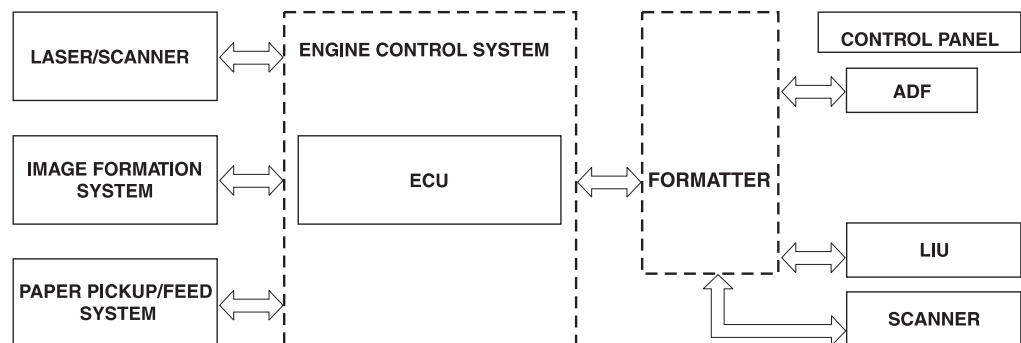 LASER/SCANNER
ENGINE CONTROL SYSTEM
CONTROL PANEL
ADF
IMAGE FORMATION
SYSTEM
ECU
FORMATTER
LIU
PAPER PICKUP/FEED
SYSTEM
SCANNER